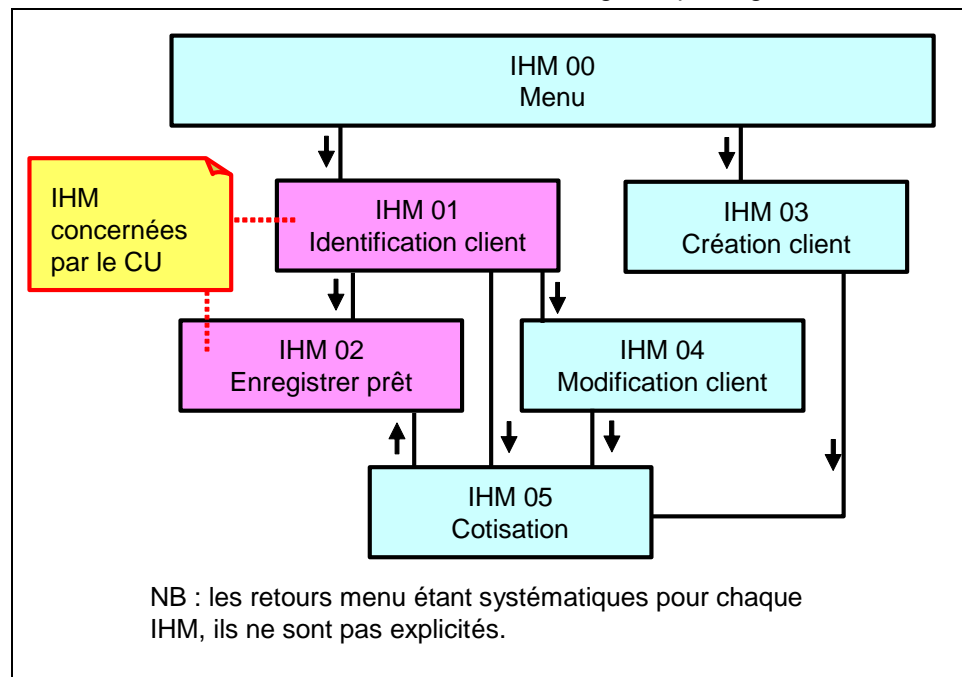 IHM 00
Menu
IHM
concernées
par le CU
IHM 01
Identification client
IHM 03
Création client
IHM 02
Enregistrer prêt
IHM 04
Modification client
IHM 05
Cotisation
NB : les retours menu étant systématiques pour chaque
IHM, ils ne sont pas explicités.